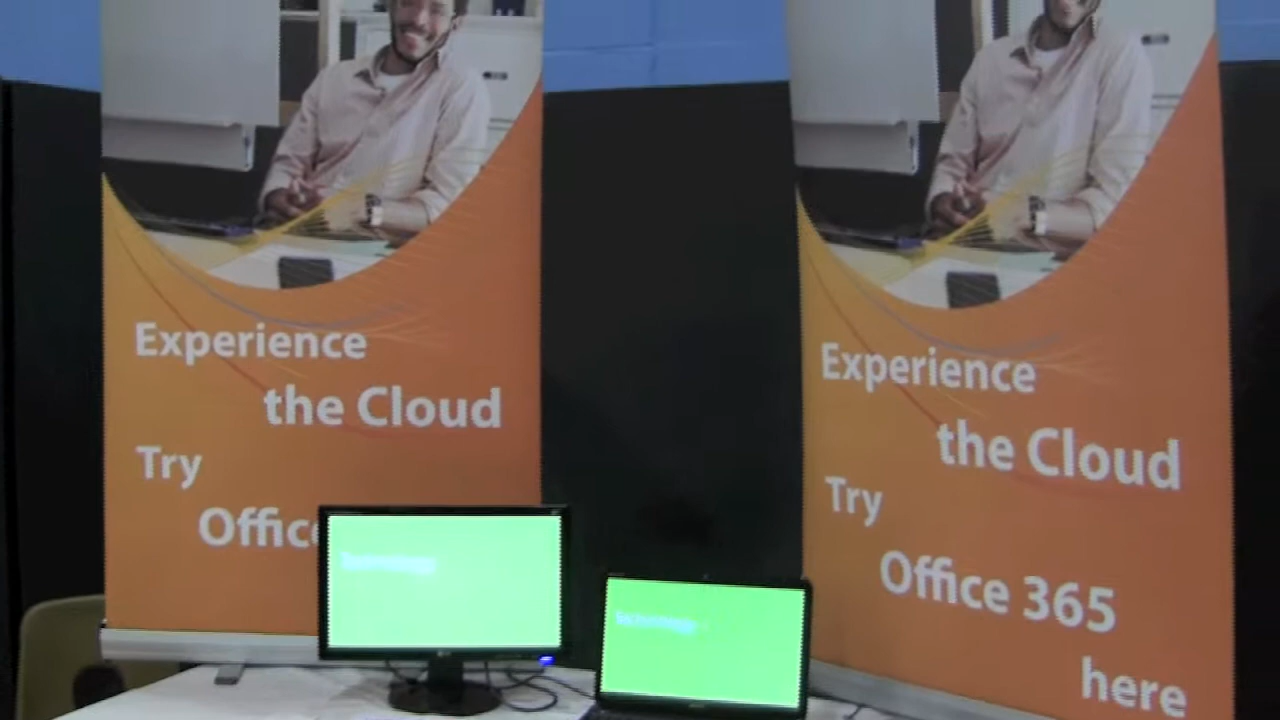 Experience
the Cloud
Try
Office
Experience
the Cloud
Try
Office 365
here